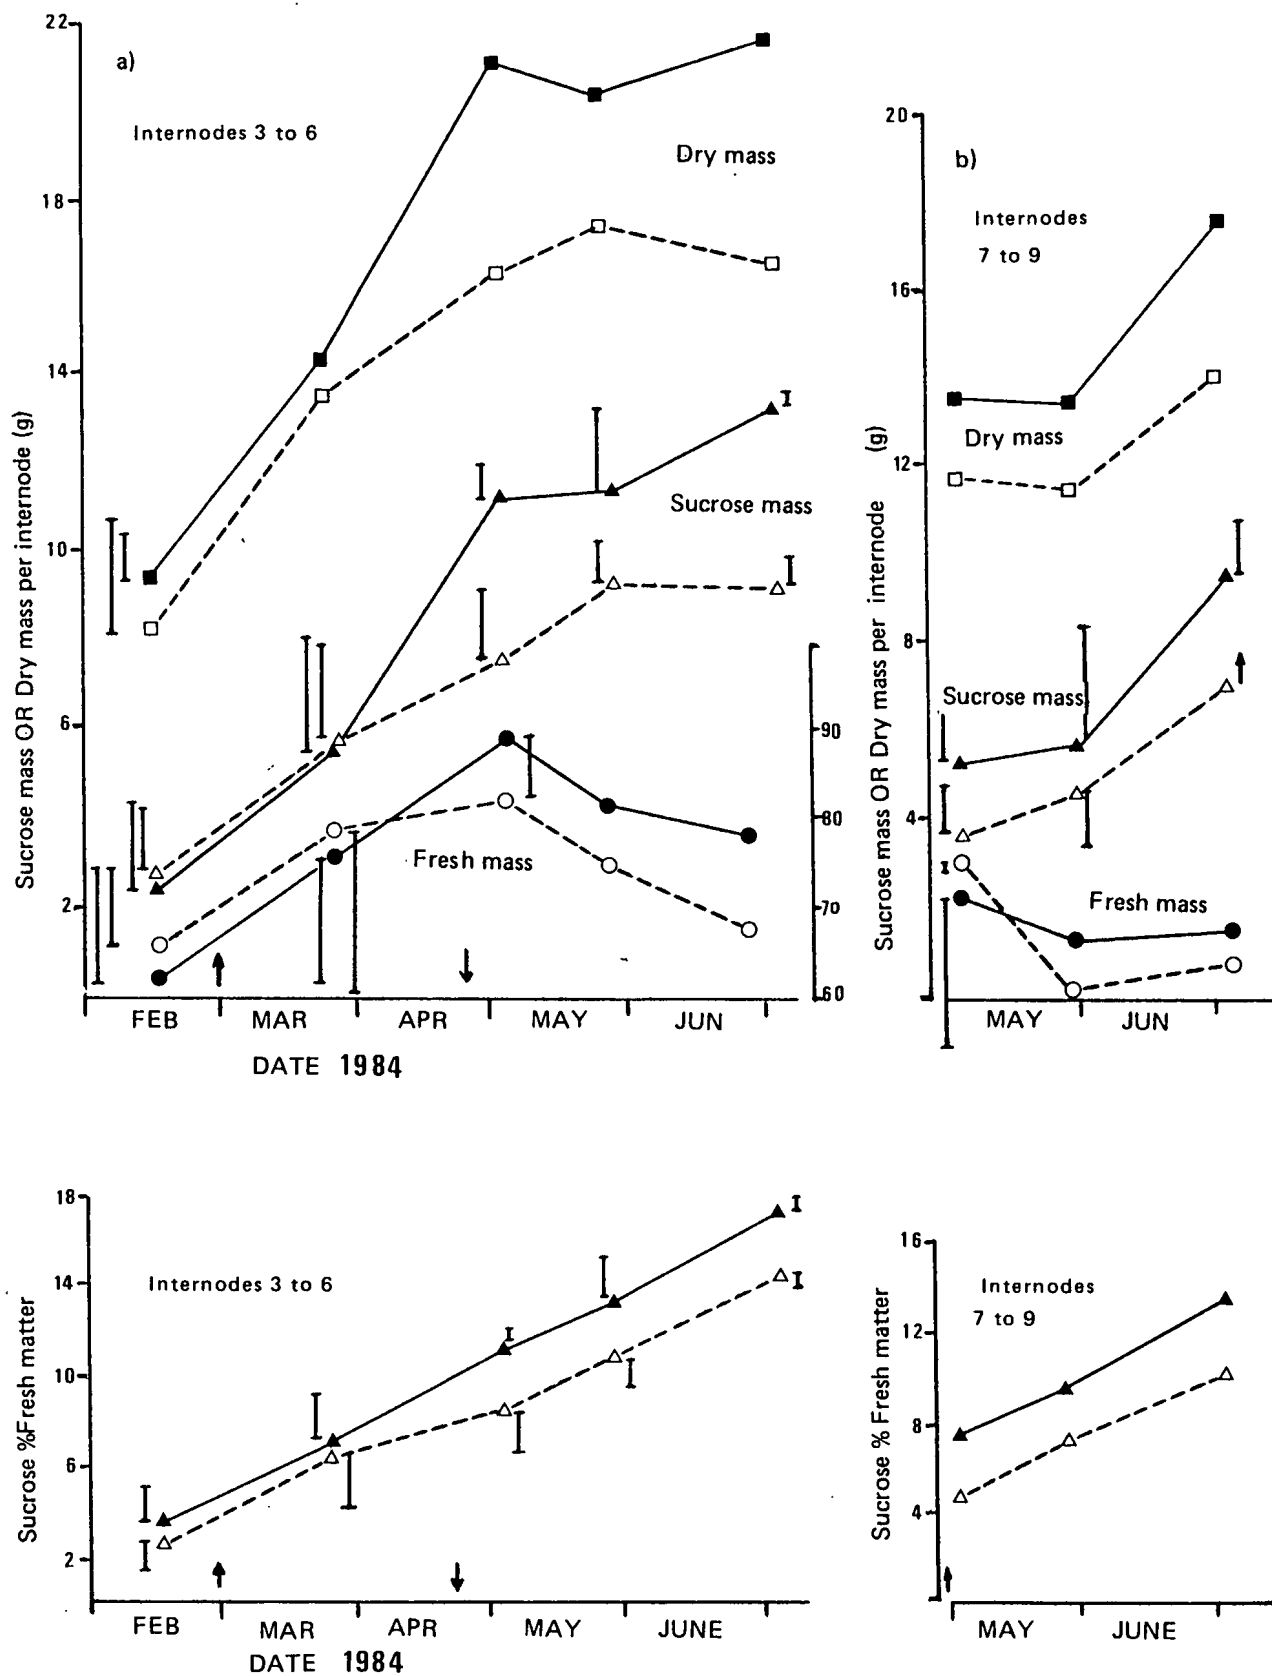 22
a)
Internodes 3 to 6
Dry mass
18
14
10
6
2
Sucrose mass OR Dry mass per internode (g)
Sucrose mass
Fresh mass
90
80
70
60
FEB MAR APR MAY JUN
DATE 1984
20
b)
Internodes
7 to 9
16
Dry mass
12
8
4
Sucrose mass OR Dry mass per internode (g)
Sucrose mass
Fresh mass
MAY JUN
18
Internodes 3 to 6
14
10
6
2
Sucrose %Fresh matter
FEB MAR APR MAY JUNE
DATE 1984
16
Internodes
7 to 9
12
8
4
Sucrose % Fresh matter
MAY JUNE